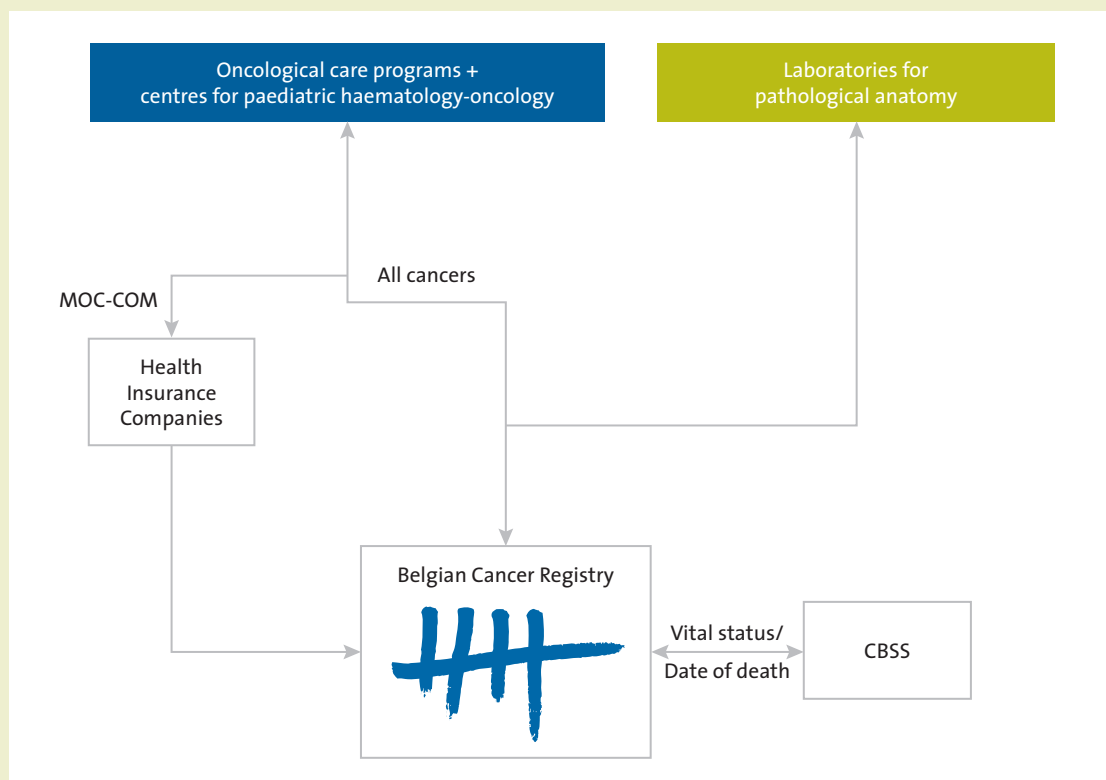 Oncological care programs +
centres for paediatric haematology-oncology
Laboratories for
pathological anatomy
All cancers
MOC-COM
Health
Insurance
Companies
Belgian Cancer Registry
Vital status/
Date of death
CBSS